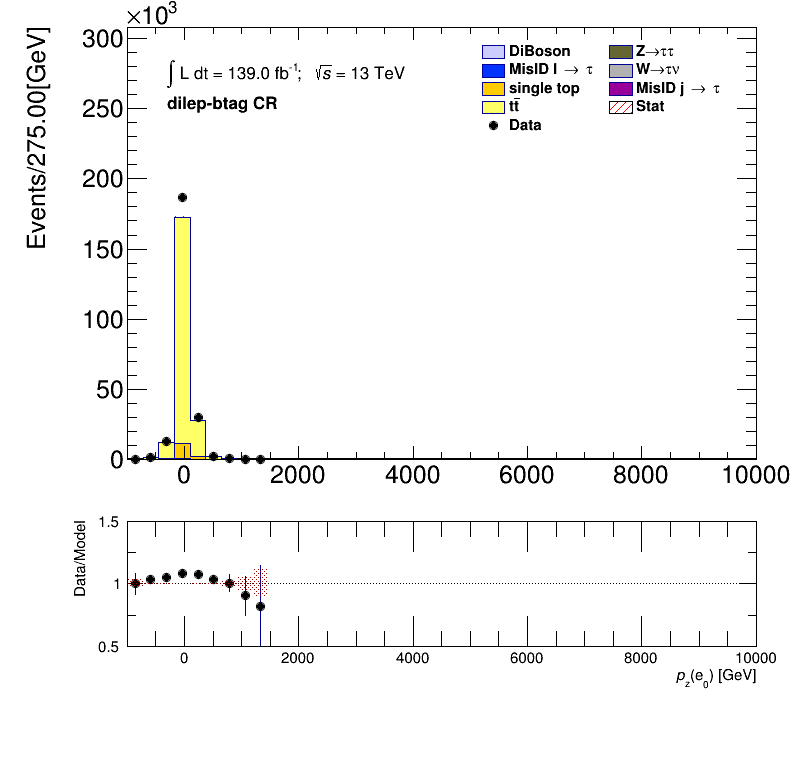 ×10³
Events/275.00[GeV]
300
250
200
150
100
50
0
∫ L dt = 139.0 fb⁻¹; √s = 13 TeV
dilep-btag CR
DiBoson
MisID l → τ
single top
tt̄
Data
Z→ττ
W→τν
MisID j → τ
Stat
0 2000 4000 6000 8000 10000
Data/Model
1.5
1
0.5
0 2000 4000 6000 8000 10000
p_z(e_0) [GeV]